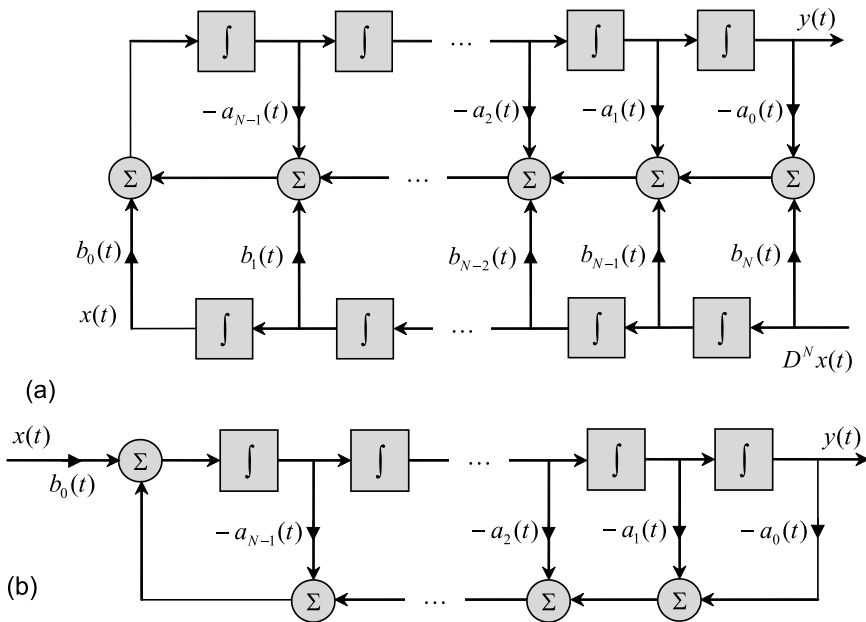 ∫ ∫ … ∫ ∫ y(t)
−a_{N−1}(t) −a_2(t) −a_1(t) −a_0(t)
Σ Σ … Σ Σ Σ
b_0(t) b_1(t) b_{N−2}(t) b_{N−1}(t) b_N(t)
x(t) ∫ ∫ … ∫ ∫
D^N x(t)
(a)
x(t) Σ ∫ ∫ … ∫ ∫ y(t)
b_0(t)
−a_{N−1}(t) −a_2(t) −a_1(t) −a_0(t)
(b) Σ … Σ Σ